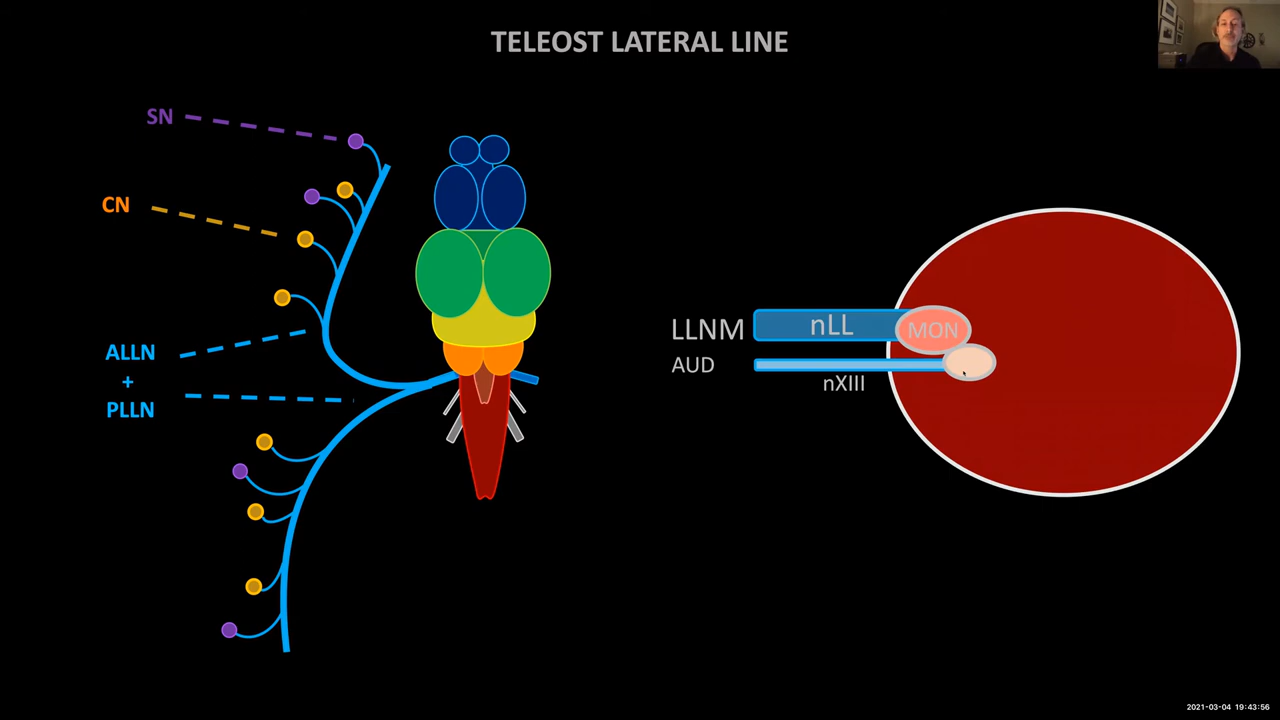 TELEOST LATERAL LINE
SN
CN
ALLN
+
PLLN
LLNM
nLL
MON
AUD
nXIII
2021-03-04 19:43:56